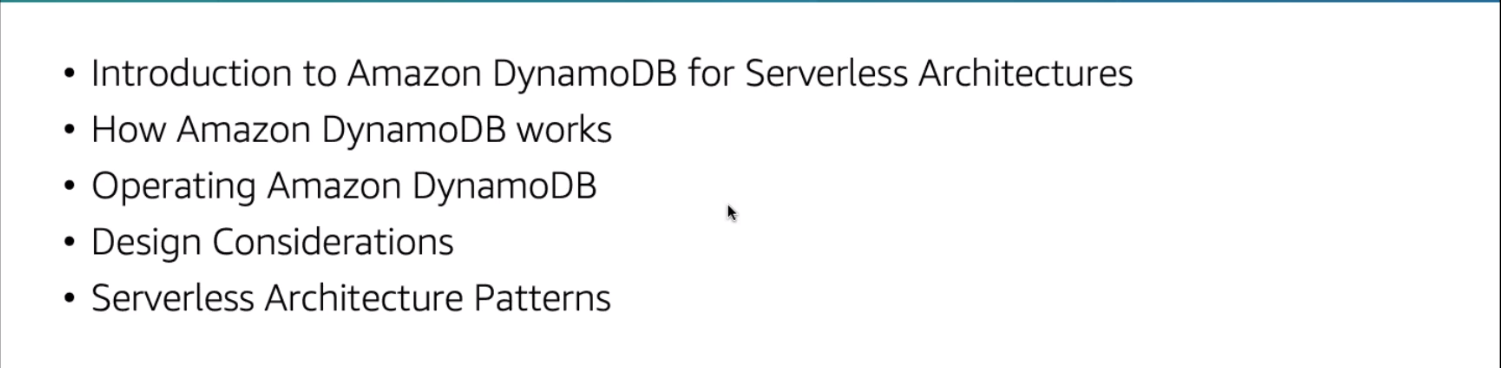 • Introduction to Amazon DynamoDB for Serverless Architectures
• How Amazon DynamoDB works
• Operating Amazon DynamoDB
• Design Considerations
• Serverless Architecture Patterns